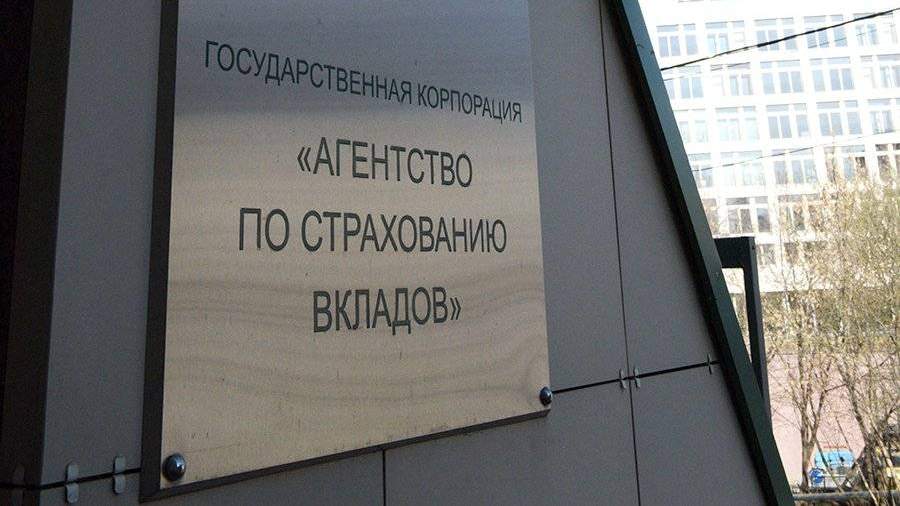 ГОСУДАРСТВЕННАЯ КОРПОРАЦИЯ
«АГЕНТСТВО
ПО СТРАХОВАНИЮ
ВКЛАДОВ»